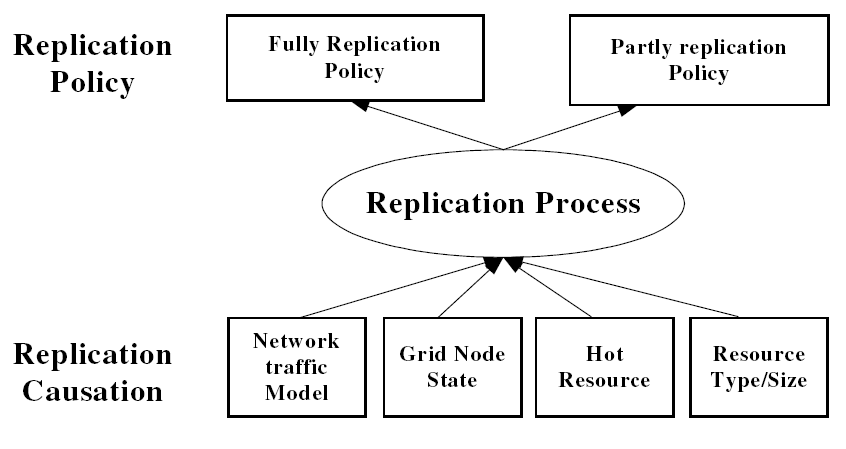 Replication
Policy
Fully Replication
Policy
Partly replication
Policy
Replication Process
Replication
Causation
Network
traffic
Model
Grid Node
State
Hot
Resource
Resource
Type/Size